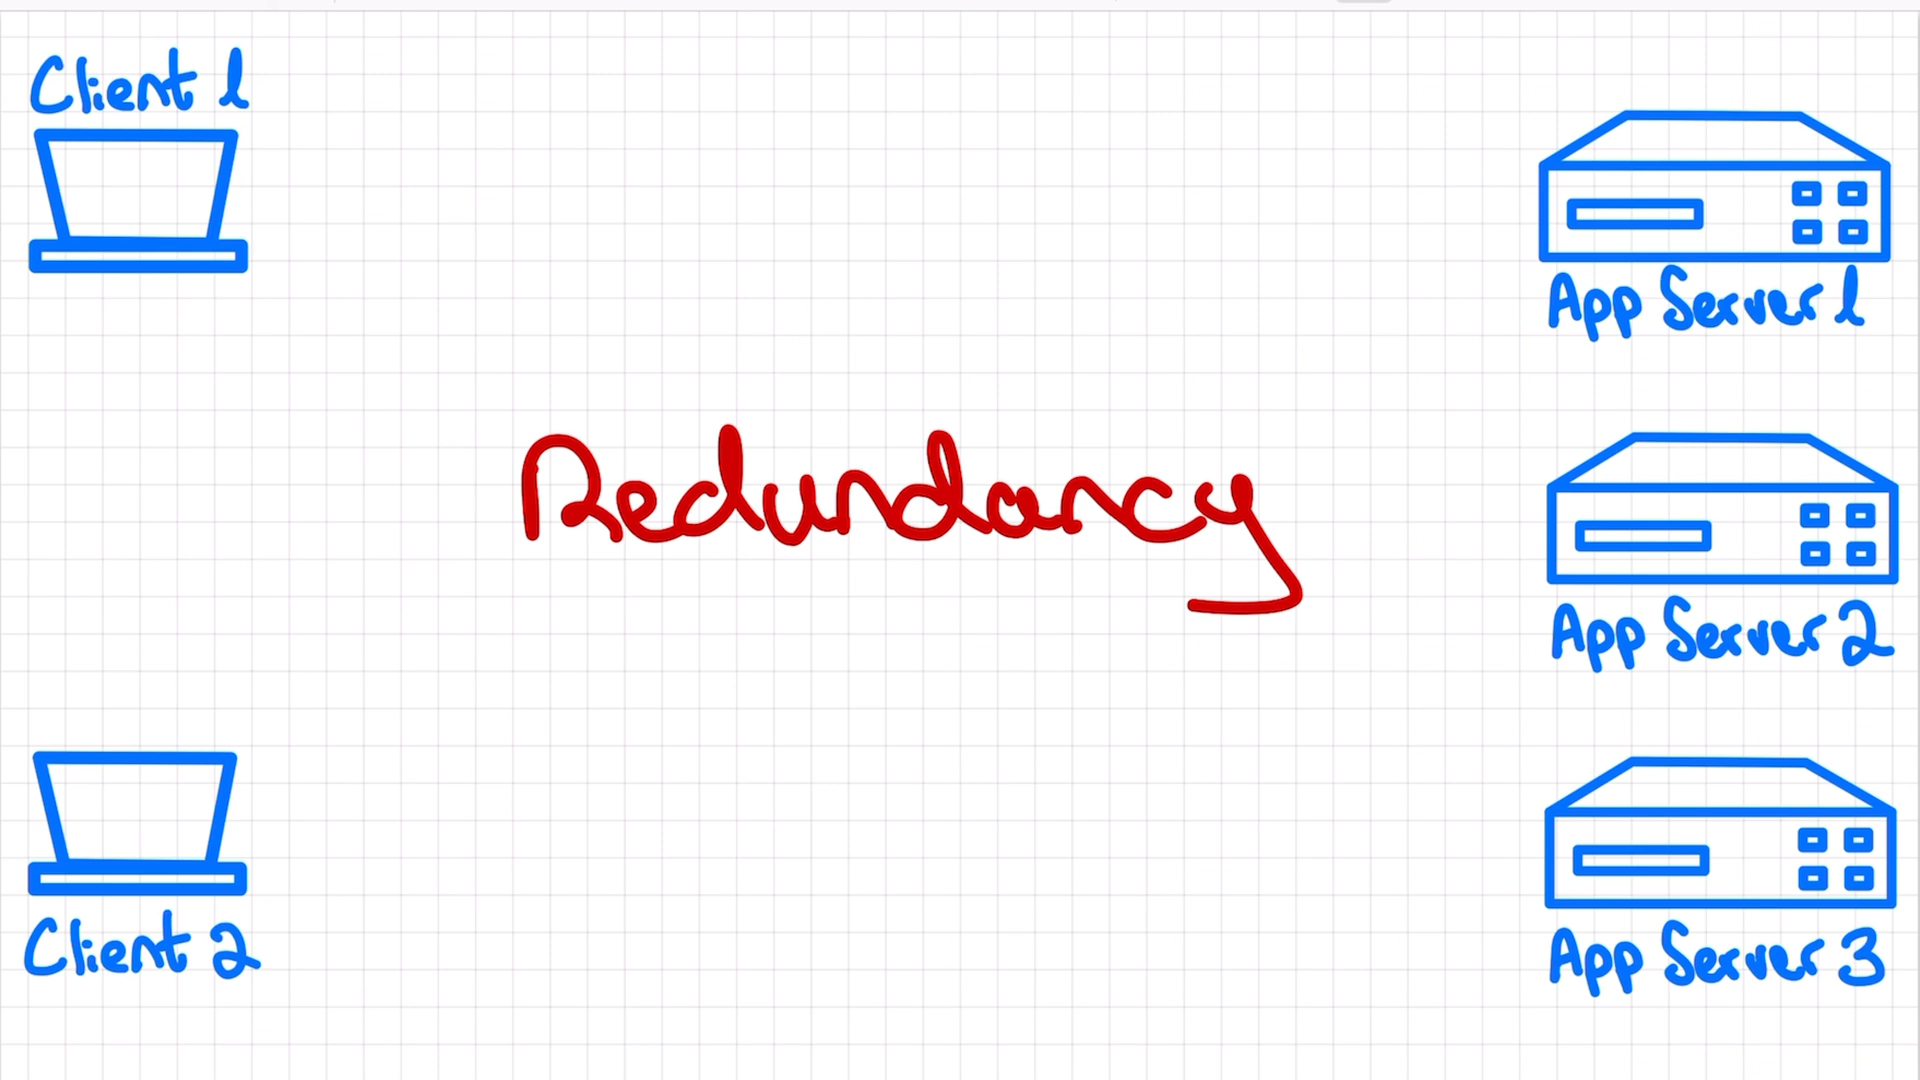 Client 1
App Server 1
Redundancy
App Server 2
Client 2
App Server 3